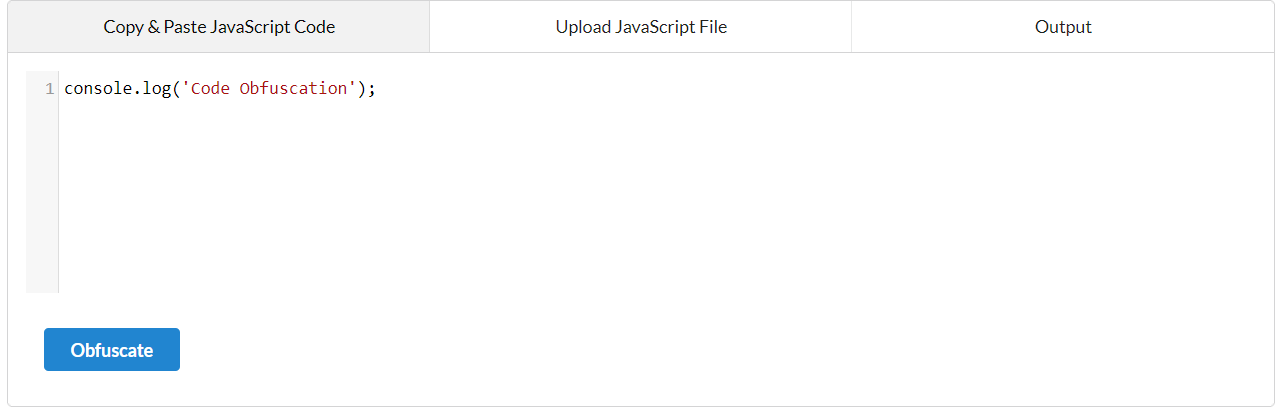 Copy & Paste JavaScript Code
Upload JavaScript File
Output
1 console.log('Code Obfuscation');
Obfuscate